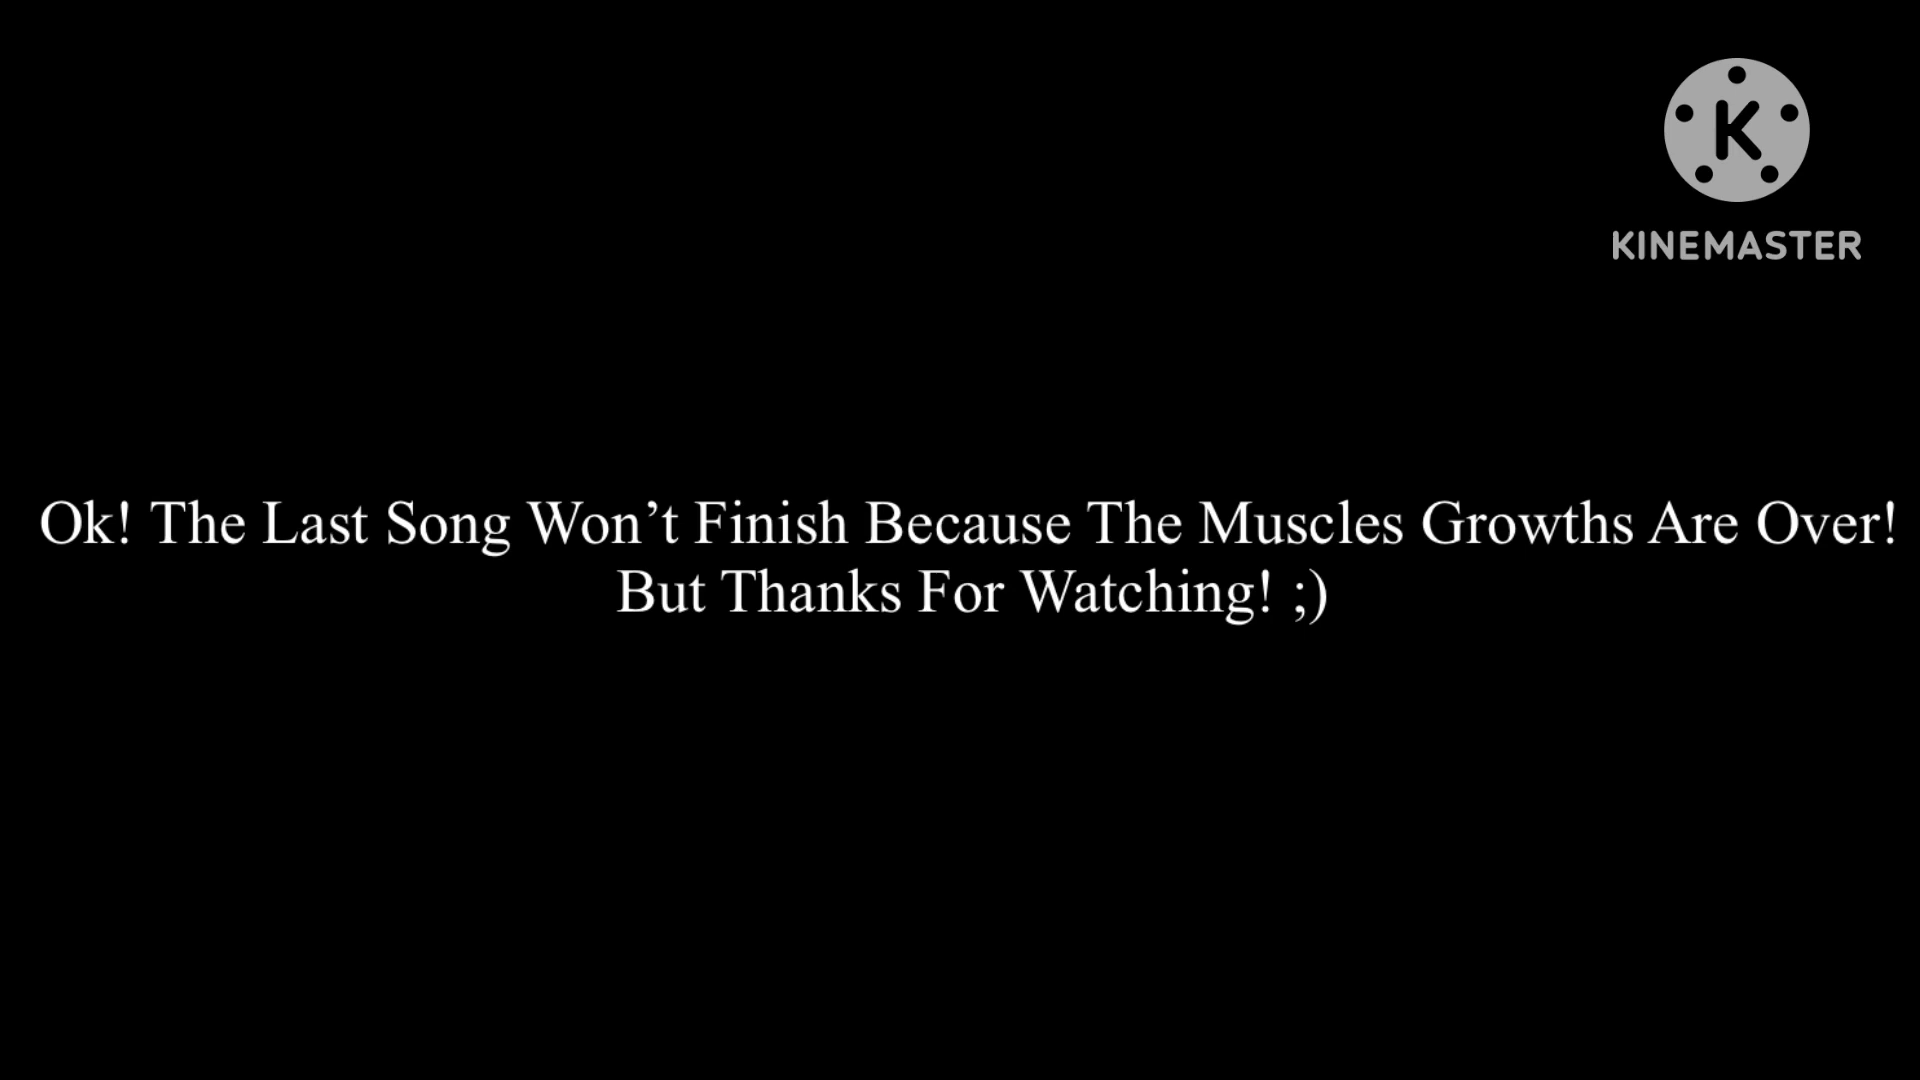 K
KINEMASTER
Ok! The Last Song Won’t Finish Because The Muscles Growths Are Over!
But Thanks For Watching! ;)